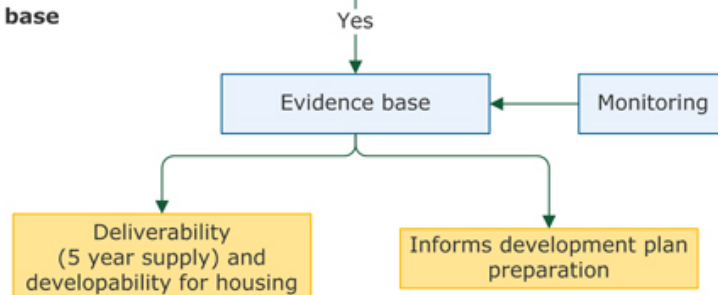 base
Yes
Evidence base
Monitoring
Deliverability
(5 year supply) and
developability for housing
Informs development plan
preparation